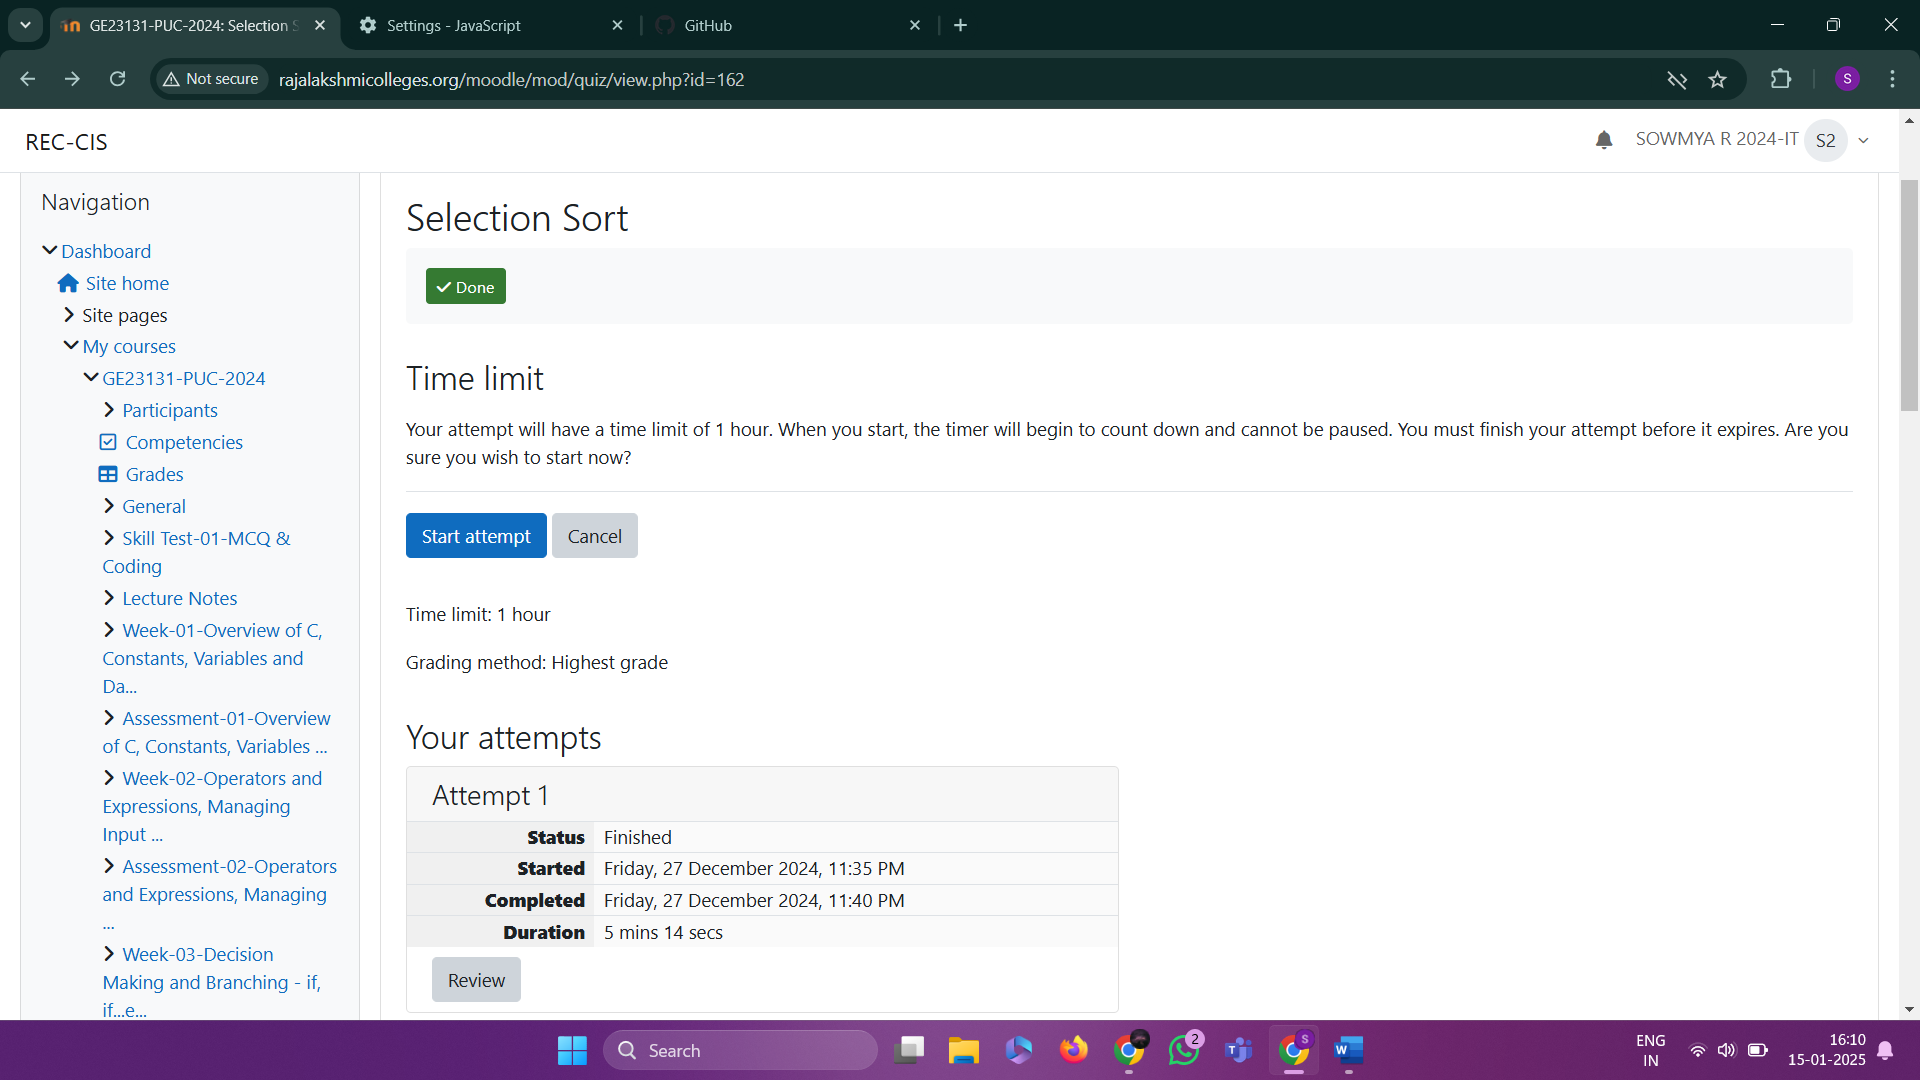 GE23131-PUC-2024: Selection S
Settings - JavaScript
GitHub
Not secure
rajalakshmicolleges.org/moodle/mod/quiz/view.php?id=162
S
REC-CIS
SOWMYA R 2024-IT
S2
Navigation
Dashboard
Site home
Site pages
My courses
GE23131-PUC-2024
Participants
Competencies
Grades
General
Skill Test-01-MCQ &
Coding
Lecture Notes
Week-01-Overview of C,
Constants, Variables and
Da...
Assessment-01-Overview
of C, Constants, Variables ...
Week-02-Operators and
Expressions, Managing
Input ...
Assessment-02-Operators
and Expressions, Managing
...
Week-03-Decision
Making and Branching - if,
if...e...
Selection Sort
Done
Time limit
Your attempt will have a time limit of 1 hour. When you start, the timer will begin to count down and cannot be paused. You must finish your attempt before it expires. Are you
sure you wish to start now?
Start attempt
Cancel
Time limit: 1 hour
Grading method: Highest grade
Your attempts
Attempt 1
Status Finished
Started Friday, 27 December 2024, 11:35 PM
Completed Friday, 27 December 2024, 11:40 PM
Duration 5 mins 14 secs
Review
Search
2
S
ENG
IN
16:10
15-01-2025